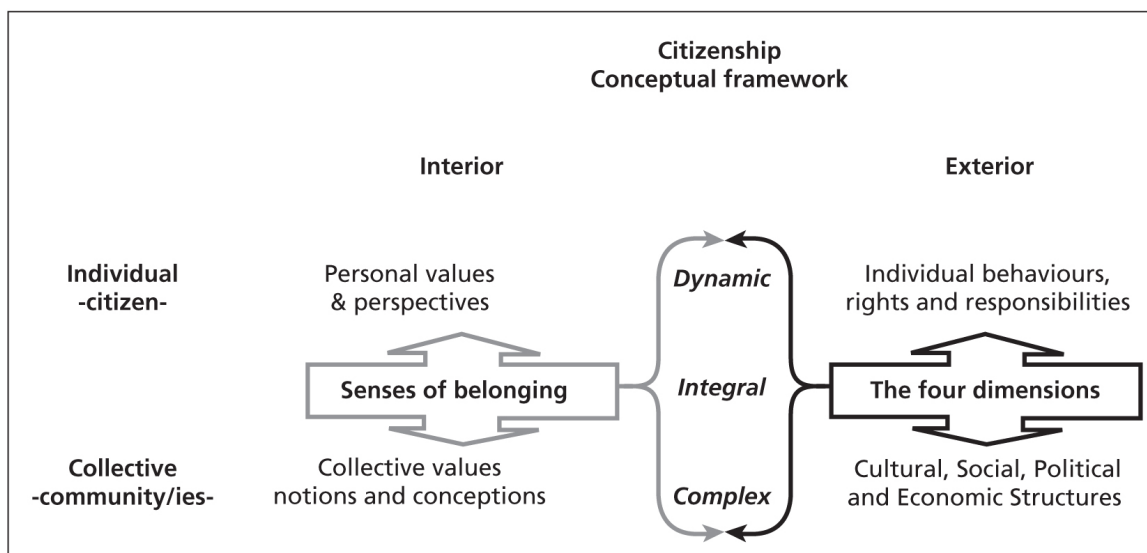 Citizenship
Conceptual framework
Interior
Exterior
Individual
-citizen-
Personal values
& perspectives
Dynamic
Individual behaviours,
rights and responsibilities
Senses of belonging
Integral
The four dimensions
Collective
-community/ies-
Collective values
notions and conceptions
Complex
Cultural, Social, Political
and Economic Structures